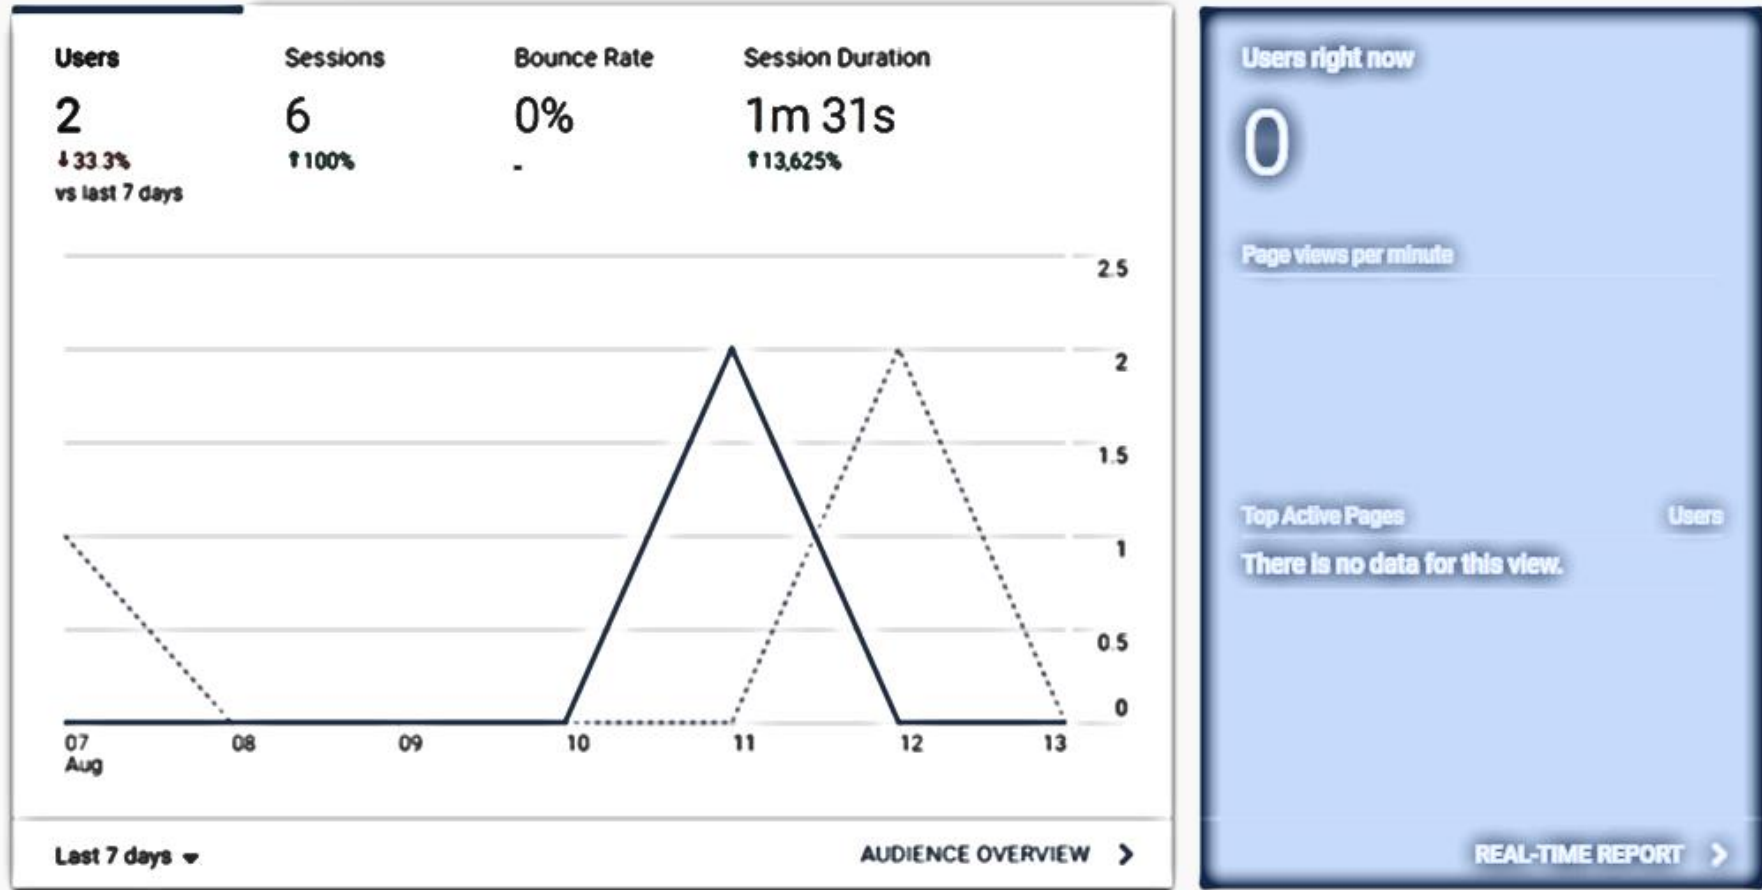 Users Sessions Bounce Rate Session Duration
2 6 0% 1m 31s
↓33.3% ↑100% - ↑13,625%
vs last 7 days
2.5
2
1.5
1
0.5
0
07 08 09 10 11 12 13
Aug
Last 7 days AUDIENCE OVERVIEW
Users right now
0
Page views per minute
Top Active Pages Users
There is no data for this view.
REAL-TIME REPORT